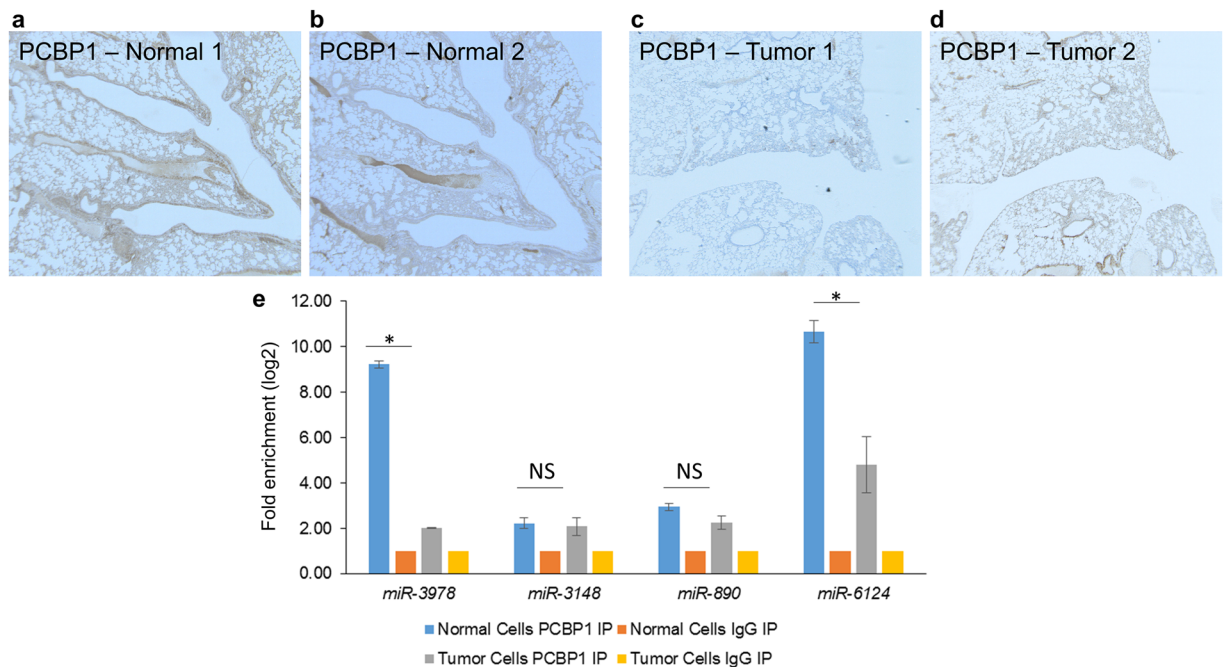 a
PCBP1 – Normal 1
b
PCBP1 – Normal 2
c
PCBP1 – Tumor 1
d
PCBP1 – Tumor 2
e
12.00
10.00
8.00
6.00
4.00
2.00
0.00
Fold enrichment (log2)
*
NS
NS
*
miR-3978
miR-3148
miR-890
miR-6124
Normal Cells PCBP1 IP
Normal Cells IgG IP
Tumor Cells PCBP1 IP
Tumor Cells IgG IP